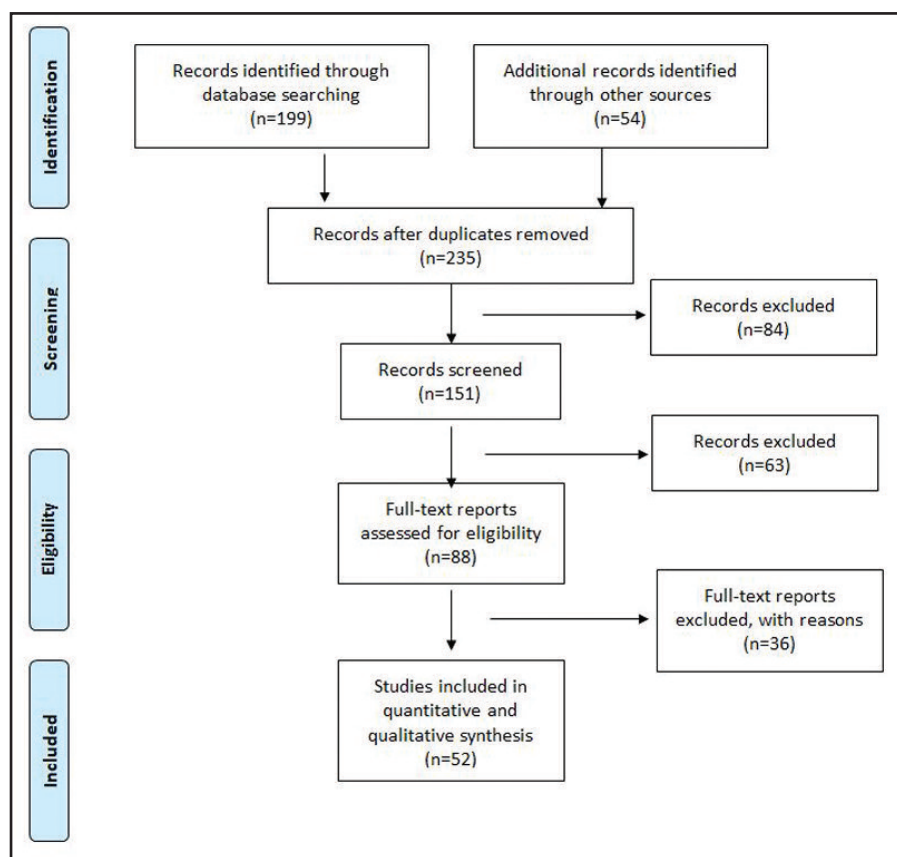 Identification
Records identified through
database searching
(n=199)
Additional records identified
through other sources
(n=54)
Records after duplicates removed
(n=235)
Screening
Records excluded
(n=84)
Records screened
(n=151)
Records excluded
(n=63)
Eligibility
Full-text reports
assessed for eligibility
(n=88)
Full-text reports
excluded, with reasons
(n=36)
Included
Studies included in
quantitative and
qualitative synthesis
(n=52)